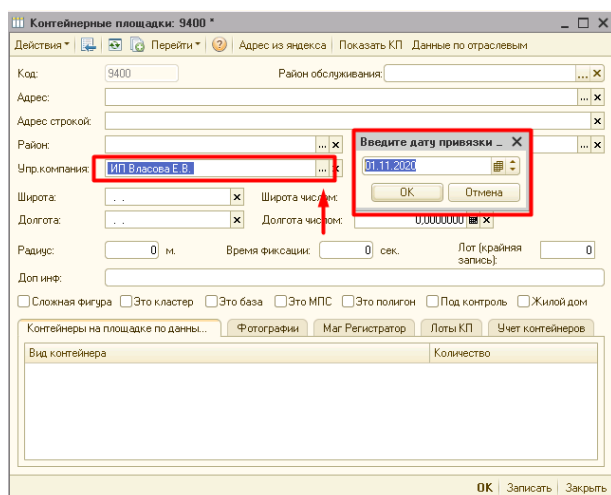 Контейнерные площадки: 9400 *
Действия Перейти Адрес из яндекса Показать КП Данные по отраслевым
Код: 9400 Район обслуживания: ...
Адрес: ...
Адрес строкой:
Район: ... ...
Введите дату привязки _
Упр.компания: ИП Власова Е.В. ... 01.11.2020
OK Отмена
Широта: . . Широта числом:
Долгота: . . Долгота числом: 0,0000000
Радиус: 0 м. Время фиксации: 0 сек. Лот (крайняя запись): 0
Доп инф:
Сложная фигура Это кластер Это база Это МПС Это полигон Под контроль Жилой дом
Контейнеры на площадке по данны... Фотографии Маг Регистратор Лоты КП Учет контейнеров
Вид контейнера Количество
OK Записать Закрыть